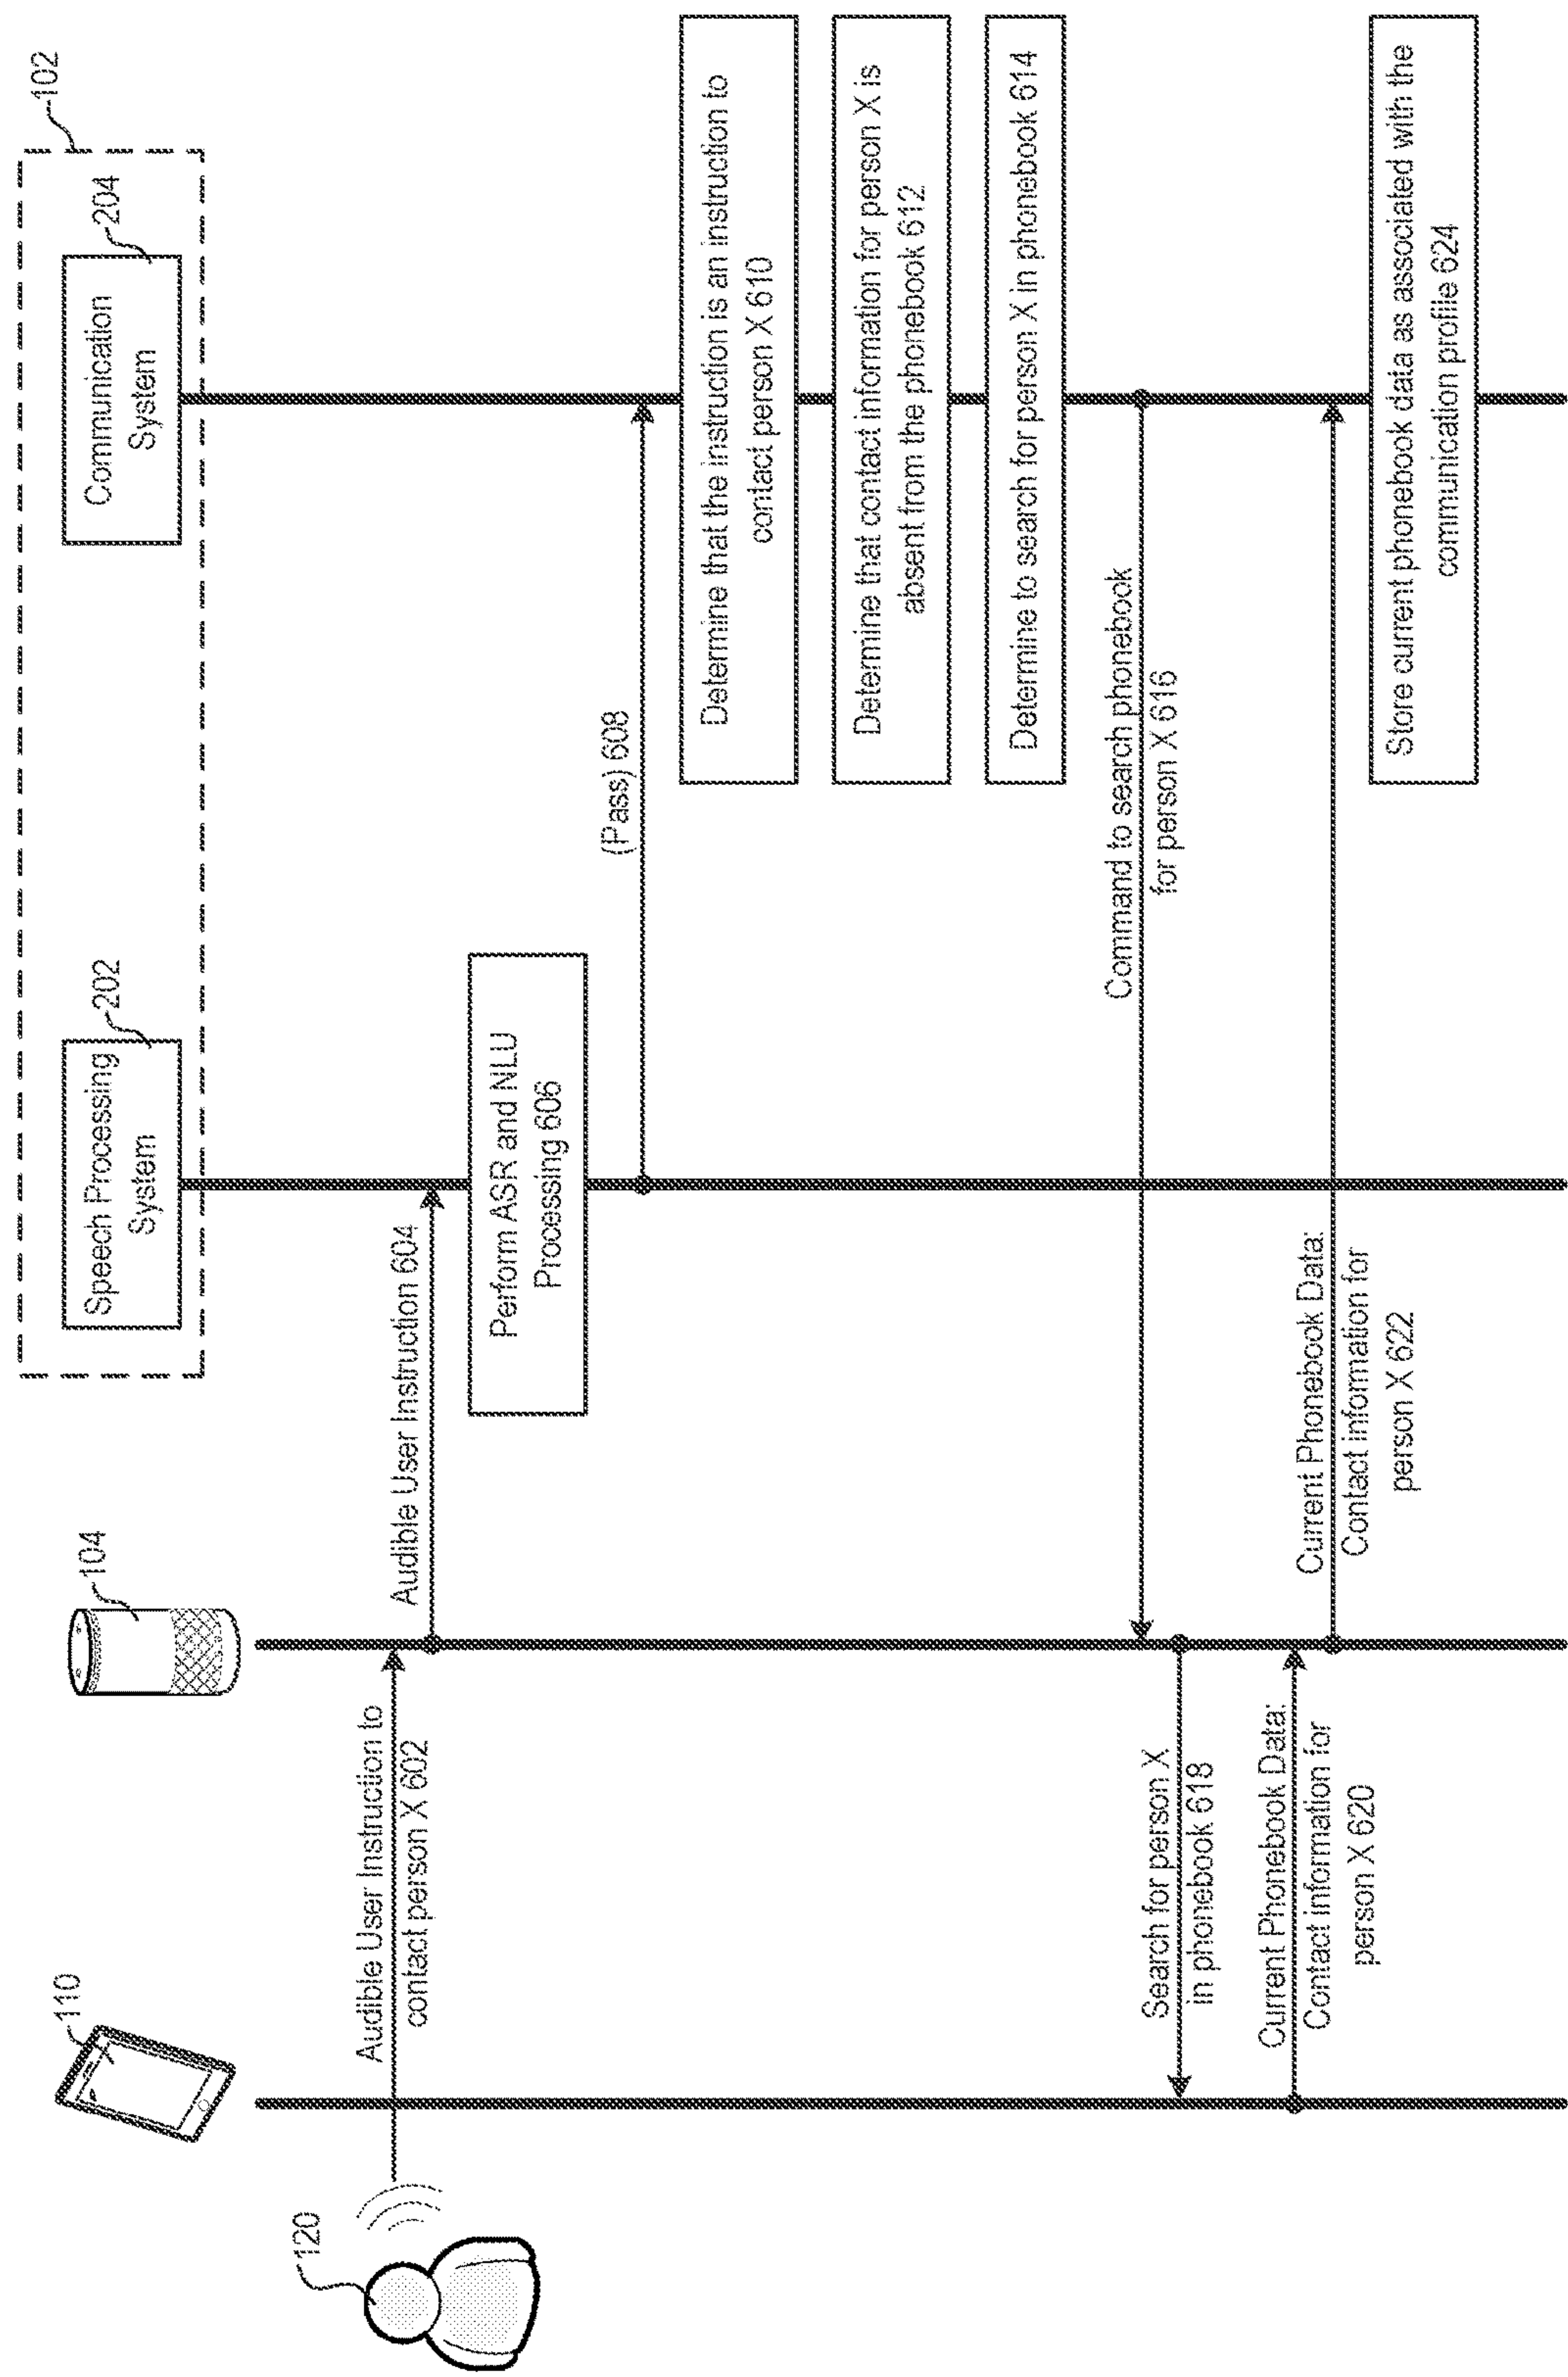 102
Speech Processing
System
202
Communication
System
204
110
104
120
Audible User Instruction to
contact person X 602
Audible User Instruction 604
Perform ASR and NLU
Processing 606
(Pass) 608
Determine that the instruction is an instruction to
contact person X 610
Determine that contact information for person X is
absent from the phonebook 612
Determine to search for person X in phonebook 614
Command to search phonebook
for person X 616
Search for person X
in phonebook 618
Current Phonebook Data:
Contact information for
person X 620
Current Phonebook Data:
Contact information for
person X 622
Store current phonebook data as associated with the
communication profile 624